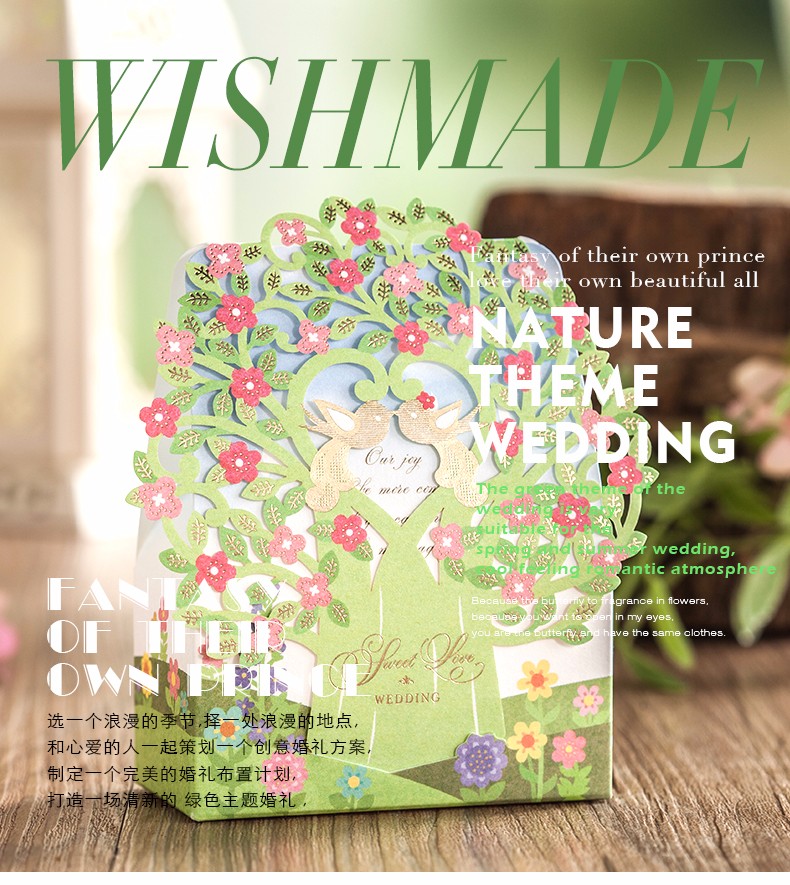 WISHMADE
Fantasy of their own prince
love their own beautiful all
NATURE
THEME
WEDDING
Our joy
be more com
The green theme of the
wedding is very
suitable for the
spring and summer wedding,
cool feeling romantic atmosphere
Because the butterfly to fragrance in flowers,
because you want to open in my eyes,
you are the butterfly,and have the same clothes.
FANTASY
OF THEIR
OWN PRINCE
Sweet Love
WEDDING
选一个浪漫的季节,择一处浪漫的地点,
和心爱的人一起策划一个创意婚礼方案,
制定一个完美的婚礼布置计划,
打造一场清新的 绿色主题婚礼 ,